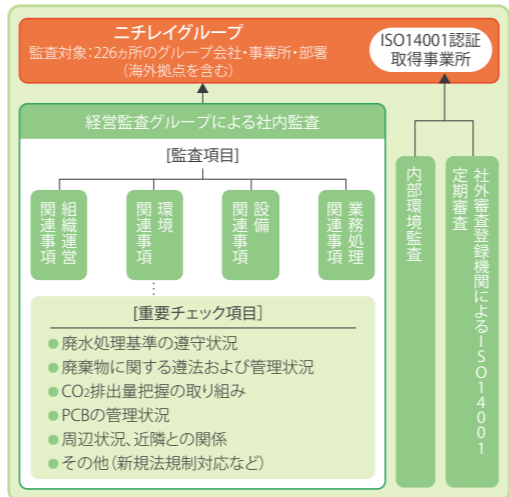 ニチレイグループ
監査対象：226ヵ所のグループ会社・事業所・部署
（海外拠点を含む）
ISO14001認証
取得事業所
経営監査グループによる社内監査
[監査項目]
組織運営
関連事項
環境
関連事項
設備
関連事項
業務処理
関連事項
[重要チェック項目]
●廃水処理基準の遵守状況
●廃棄物に関する遵法および管理状況
●CO₂排出量把握の取り組み
●PCBの管理状況
●周辺状況、近隣との関係
●その他（新規法規制対応など）
内部環境監査
社外審査登録機関によるISO14001
定期審査